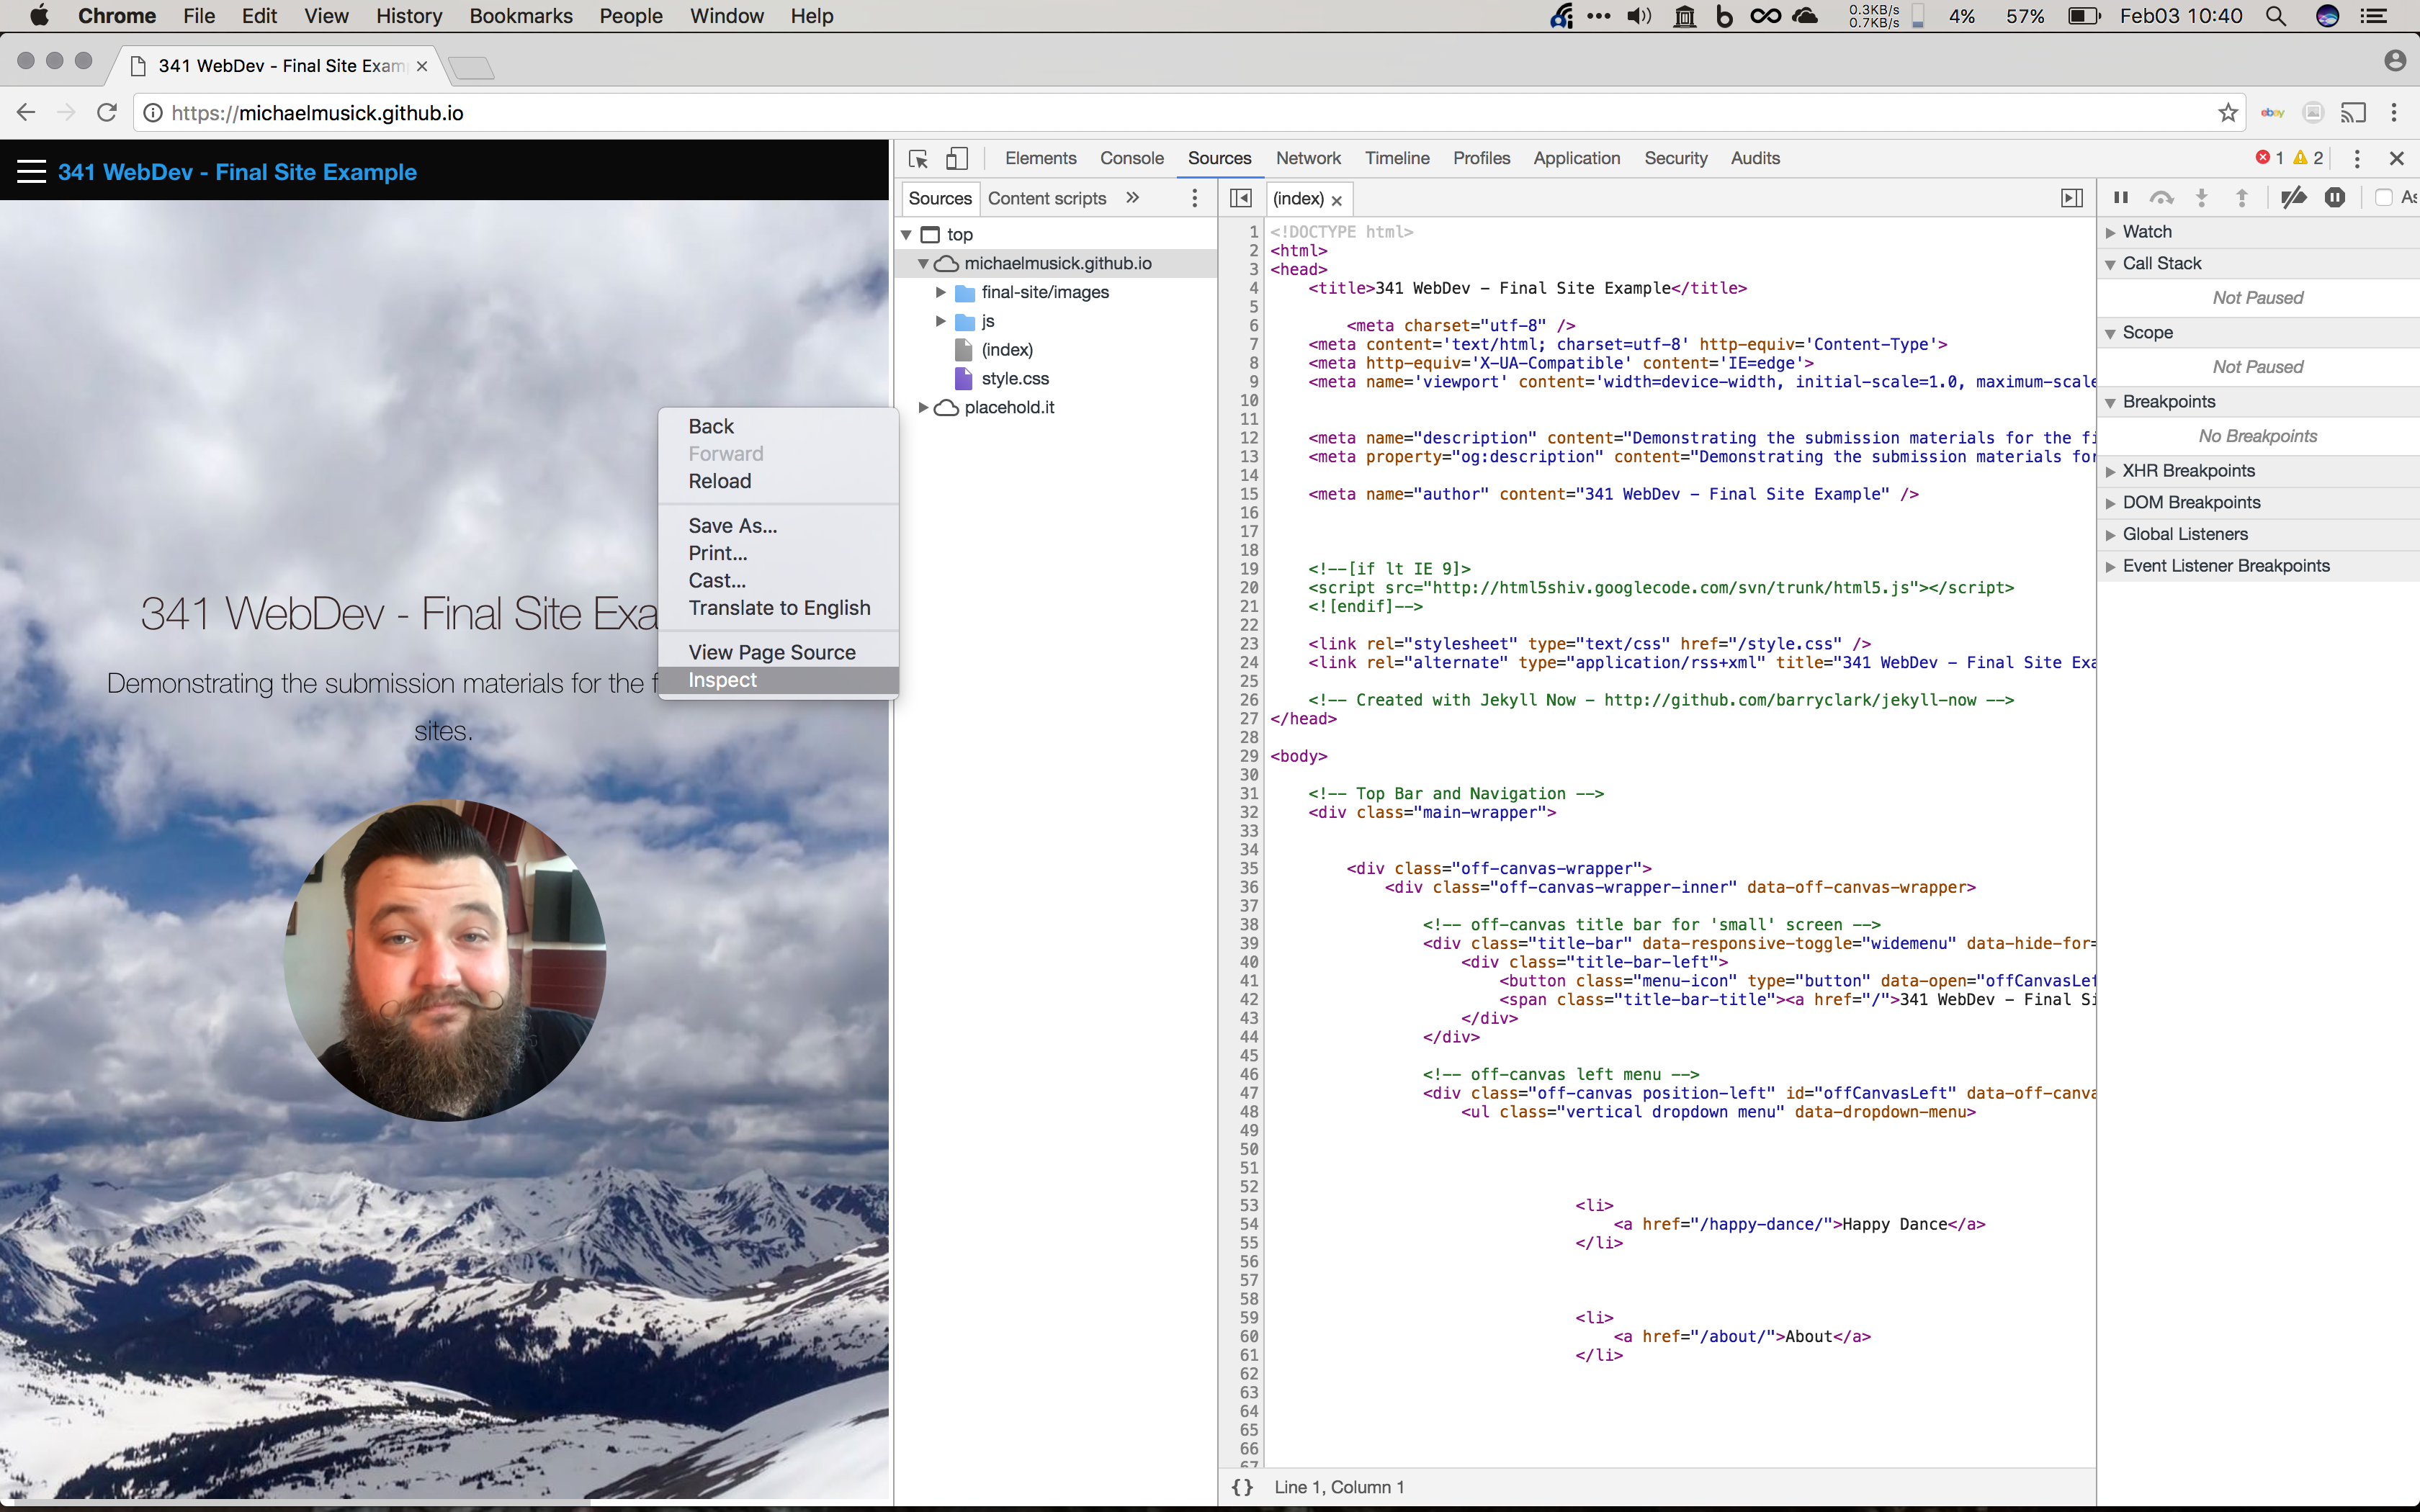 Chrome File Edit View History Bookmarks People Window Help
0.3KB/s
0.7KB/s
4% 57% Feb03 10:40
341 WebDev - Final Site Exam
https://michaelmusick.github.io
ebay
341 WebDev - Final Site Example
341 WebDev - Final Site Exa
Demonstrating the submission materials for the f
sites.
Back
Forward
Reload
Save As...
Print...
Cast...
Translate to English
View Page Source
Inspect
Elements Console Sources Network Timeline Profiles Application Security Audits
1 2
Sources Content scripts »
top
michaelmusick.github.io
final-site/images
js
(index)
style.css
placehold.it
(index)
1 <!DOCTYPE html>
2 <html>
3 <head>
4 <title>341 WebDev – Final Site Example</title>
5
6 <meta charset="utf-8" />
7 <meta content='text/html; charset=utf-8' http-equiv='Content-Type'>
8 <meta http-equiv='X-UA-Compatible' content='IE=edge'>
9 <meta name='viewport' content='width=device-width, initial-scale=1.0, maximum-scale
10
11
12 <meta name="description" content="Demonstrating the submission materials for the fi
13 <meta property="og:description" content="Demonstrating the submission materials for
14
15 <meta name="author" content="341 WebDev – Final Site Example" />
16
17
18
19 <!--[if lt IE 9]>
20 <script src="http://html5shiv.googlecode.com/svn/trunk/html5.js"></script>
21 <![endif]-->
22
23 <link rel="stylesheet" type="text/css" href="/style.css" />
24 <link rel="alternate" type="application/rss+xml" title="341 WebDev – Final Site Exa
25
26 <!-- Created with Jekyll Now – http://github.com/barryclark/jekyll-now -->
27 </head>
28
29 <body>
30
31 <!-- Top Bar and Navigation -->
32 <div class="main-wrapper">
33
34
35 <div class="off-canvas-wrapper">
36 <div class="off-canvas-wrapper-inner" data-off-canvas-wrapper>
37
38 <!-- off-canvas title bar for 'small' screen -->
39 <div class="title-bar" data-responsive-toggle="widemenu" data-hide-for=
40 <div class="title-bar-left">
41 <button class="menu-icon" type="button" data-open="offCanvasLef
42 <span class="title-bar-title"><a href="/">341 WebDev – Final Si
43 </div>
44 </div>
45
46 <!-- off-canvas left menu -->
47 <div class="off-canvas position-left" id="offCanvasLeft" data-off-canva
48 <ul class="vertical dropdown menu" data-dropdown-menu>
49
50
51
52
53 <li>
54 <a href="/happy-dance/">Happy Dance</a>
55 </li>
56
57
58
59 <li>
60 <a href="/about/">About</a>
61 </li>
62
63
64
65
66
67
{} Line 1, Column 1
As
Watch
Call Stack
Not Paused
Scope
Not Paused
Breakpoints
No Breakpoints
XHR Breakpoints
DOM Breakpoints
Global Listeners
Event Listener Breakpoints